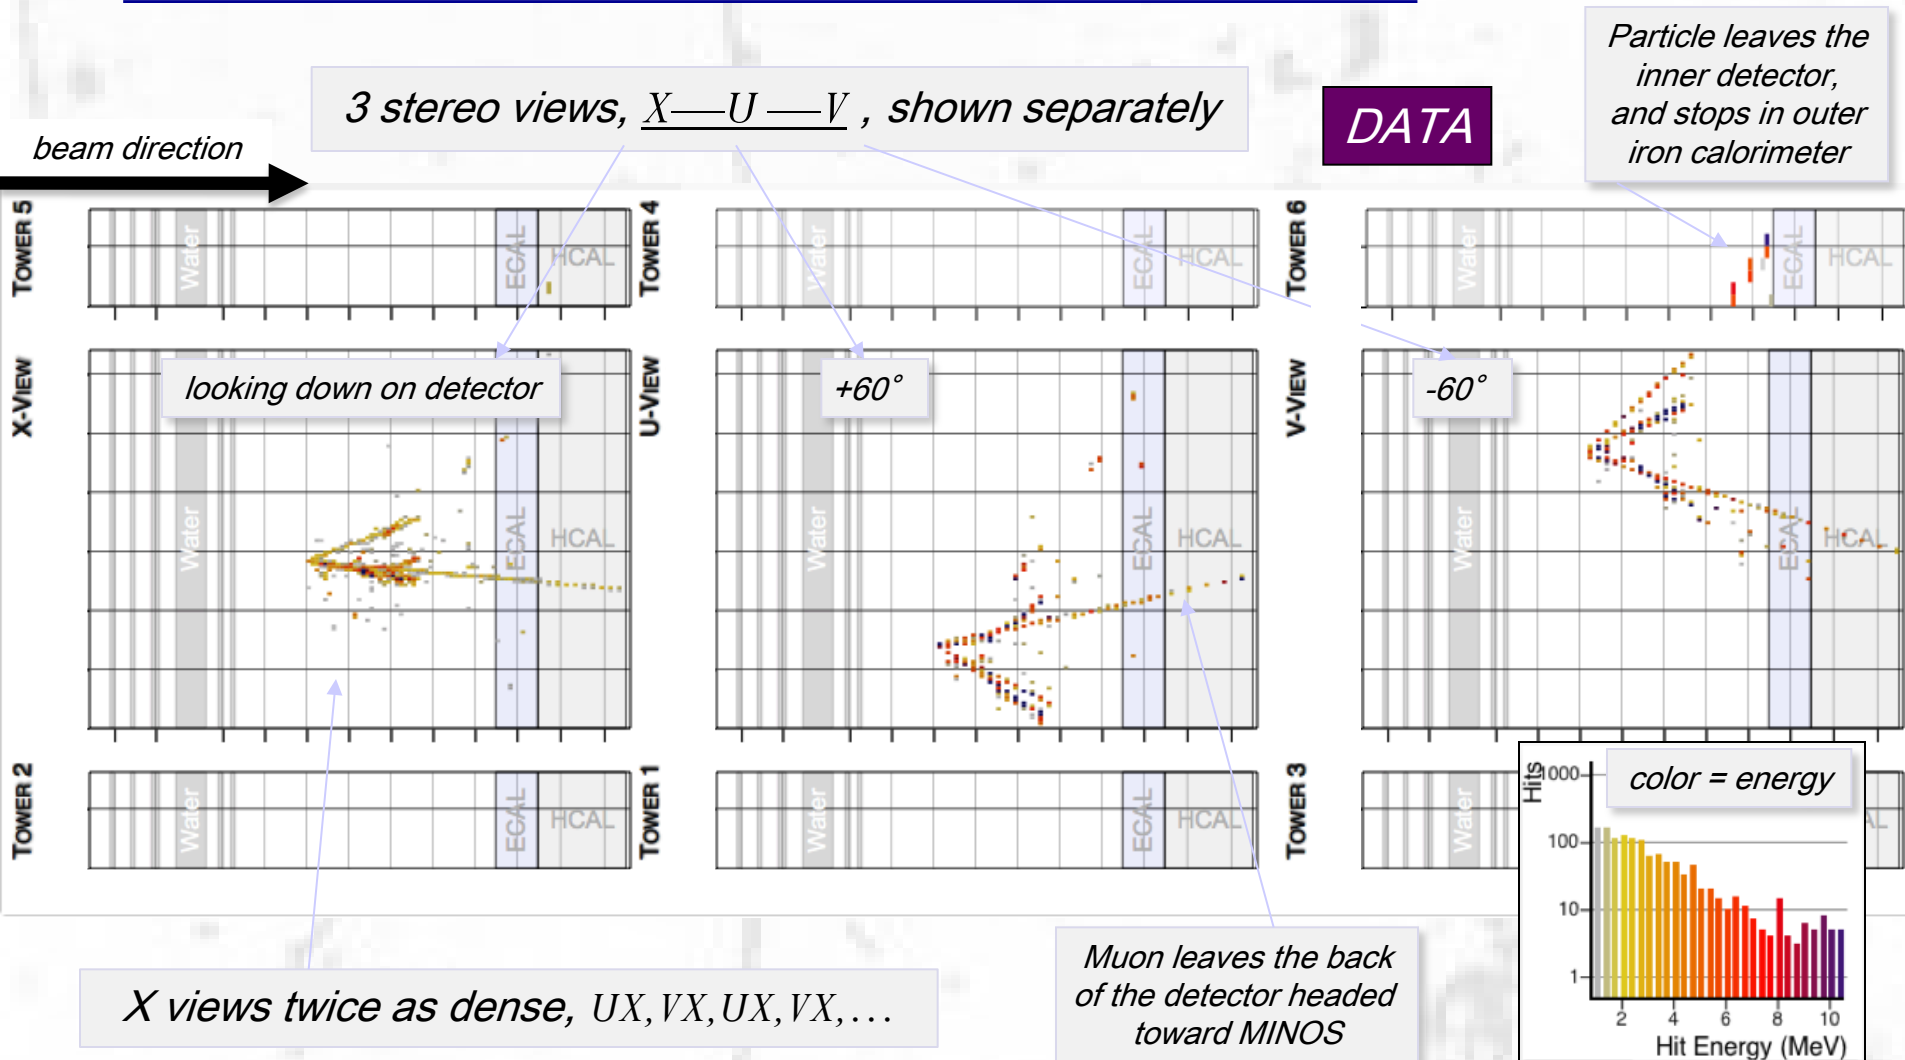 3 stereo views, X—U—V, shown separately
DATA
Particle leaves the
inner detector,
and stops in outer
iron calorimeter
beam direction
TOWER 5
Water
ECAL
HCAL
TOWER 4
Water
ECAL
HCAL
TOWER 6
Water
ECAL
HCAL
X-VIEW
looking down on detector
Water
ECAL
HCAL
U-VIEW
+60°
Water
ECAL
HCAL
V-VIEW
-60°
Water
ECAL
HCAL
TOWER 2
Water
ECAL
HCAL
TOWER 1
Water
ECAL
HCAL
TOWER 3
Water
AL
color = energy
Hits
1000
100
10
1
2 4 6 8 10
Hit Energy (MeV)
X views twice as dense, UX,VX,UX,VX,...
Muon leaves the back
of the detector headed
toward MINOS